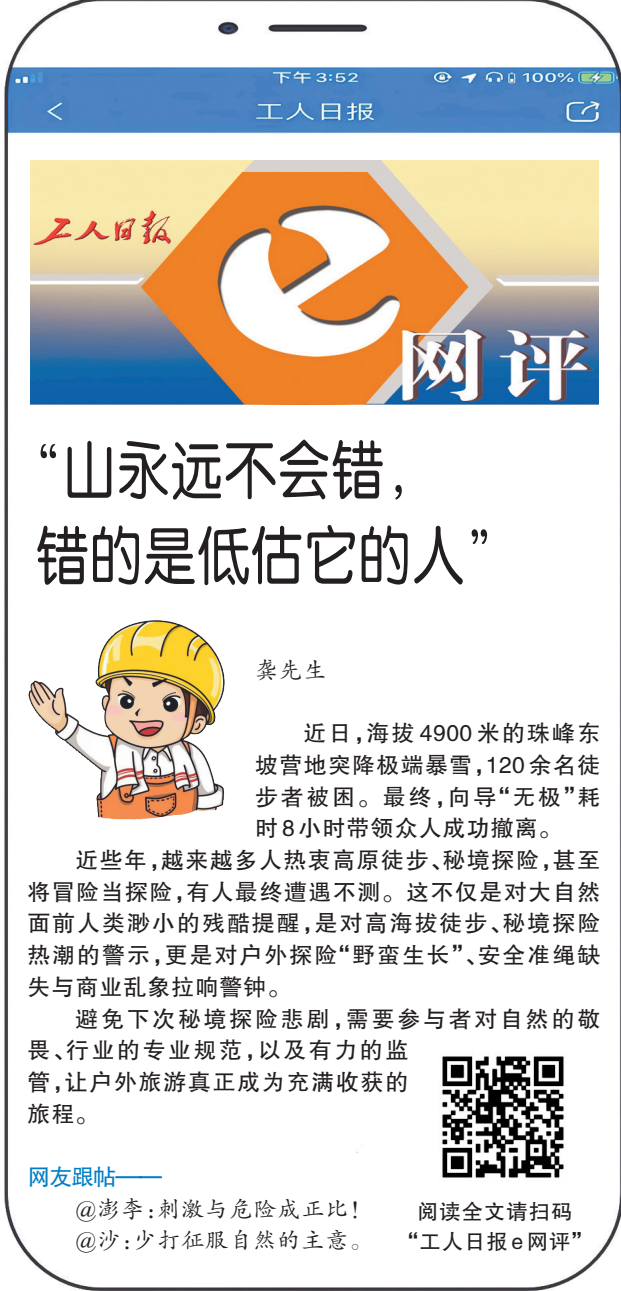 下午3:52
100%
工人日报
工人日报
e
网评
“山永远不会错，
错的是低估它的人”
龚先生
近日，海拔4900米的珠峰东
坡营地突降极端暴雪，120余名徒
步者被困。最终，向导“无极”耗
时8小时带领众人成功撤离。
近些年，越来越多人热衷高原徒步、秘境探险，甚至
将冒险当探险，有人最终遭遇不测。这不仅是对大自然
面前人类渺小的残酷提醒，是对高海拔徒步、秘境探险
热潮的警示，更是对户外探险“野蛮生长”、安全准绳缺
失与商业乱象拉响警钟。
避免下次秘境探险悲剧，需要参与者对自然的敬
畏、行业的专业规范，以及有力的监
管，让户外旅游真正成为充满收获的
旅程。
网友跟帖——
@澎李：刺激与危险成正比！
@沙：少打征服自然的主意。
阅读全文请扫码
“工人日报e网评”